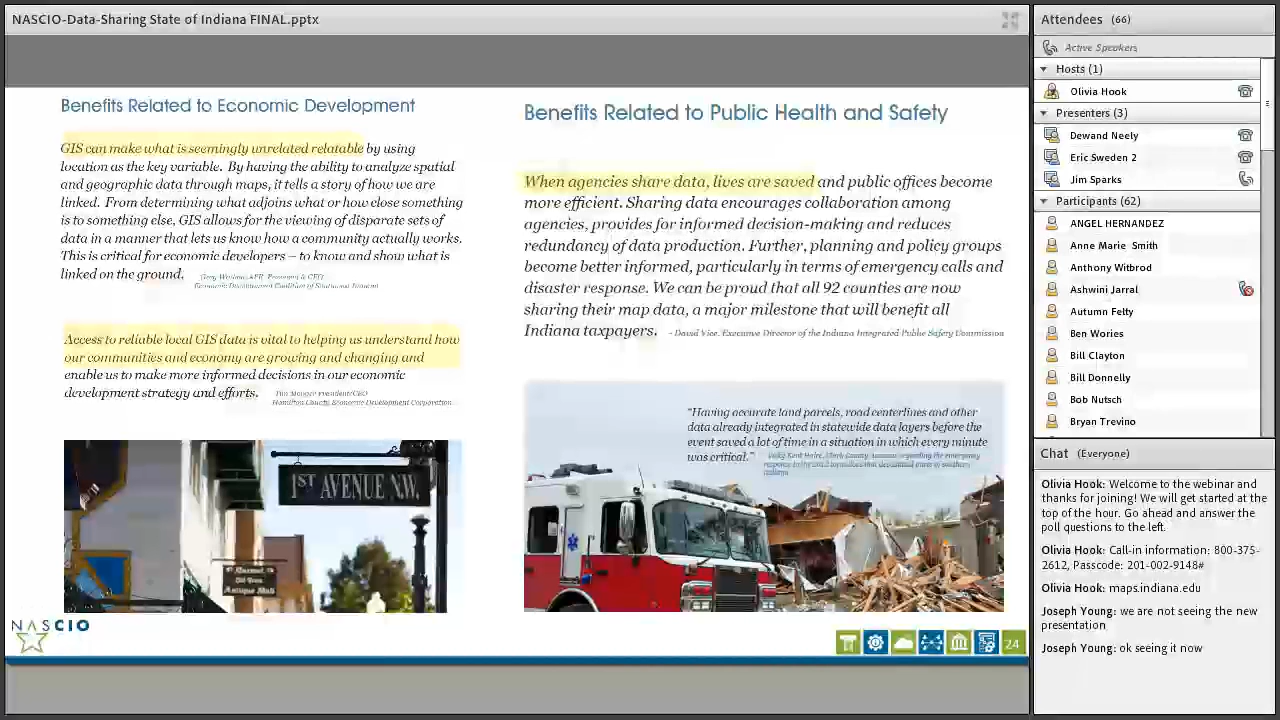 NASCIO-Data-Sharing State of Indiana FINAL.pptx
Benefits Related to Economic Development
GIS can make what is seemingly unrelated relatable by using
location as the key variable. By having the ability to analyze spatial
and geographic data through maps, it tells a story of how we are
linked. From determining what adjoins what or how close something
is to something else, GIS allows for the viewing of disparate sets of
data in a manner that lets us know how a community actually works.
This is critical for economic developers – to know and show what is
linked on the ground.
Economic Development Coalition of Southwest Indiana
Access to reliable local GIS data is vital to helping us understand how
our communities and economy are growing and changing and
enable us to make more informed decisions in our economic
development strategy and efforts.
Hamilton County Economic Development Corporation
1ST AVENUE N.W.
Antique Mall
Benefits Related to Public Health and Safety
When agencies share data, lives are saved and public offices become
more efficient. Sharing data encourages collaboration among
agencies, provides for informed decision-making and reduces
redundancy of data production. Further, planning and policy groups
become better informed, particularly in terms of emergency calls and
disaster response. We can be proud that all 92 counties are now
sharing their map data, a major milestone that will benefit all
Indiana taxpayers. - David Vice, Executive Director of the Indiana Integrated Public Safety Commission
"Having accurate land parcels, road centerlines and other
data already integrated in statewide data layers before the
event saved a lot of time in a situation in which every minute
was critical."
NASCIO
24
Attendees (66)
Active Speakers
Hosts (1)
Olivia Hook
Presenters (3)
Dewand Neely
Eric Sweden 2
Jim Sparks
Participants (62)
ANGEL HERNANDEZ
Anne Marie Smith
Anthony Witbrod
Ashwini Jarral
Autumn Felty
Ben Wories
Bill Clayton
Bill Donnelly
Bob Nutsch
Bryan Trevino
Chat (Everyone)
Olivia Hook: Welcome to the webinar and
thanks for joining! We will get started at the
top of the hour. Go ahead and answer the
poll questions to the left.
Olivia Hook: Call-in information: 800-375-
2612, Passcode: 201-002-9148#
Olivia Hook: maps.indiana.edu
Joseph Young: we are not seeing the new
presentation
Joseph Young: ok seeing it now